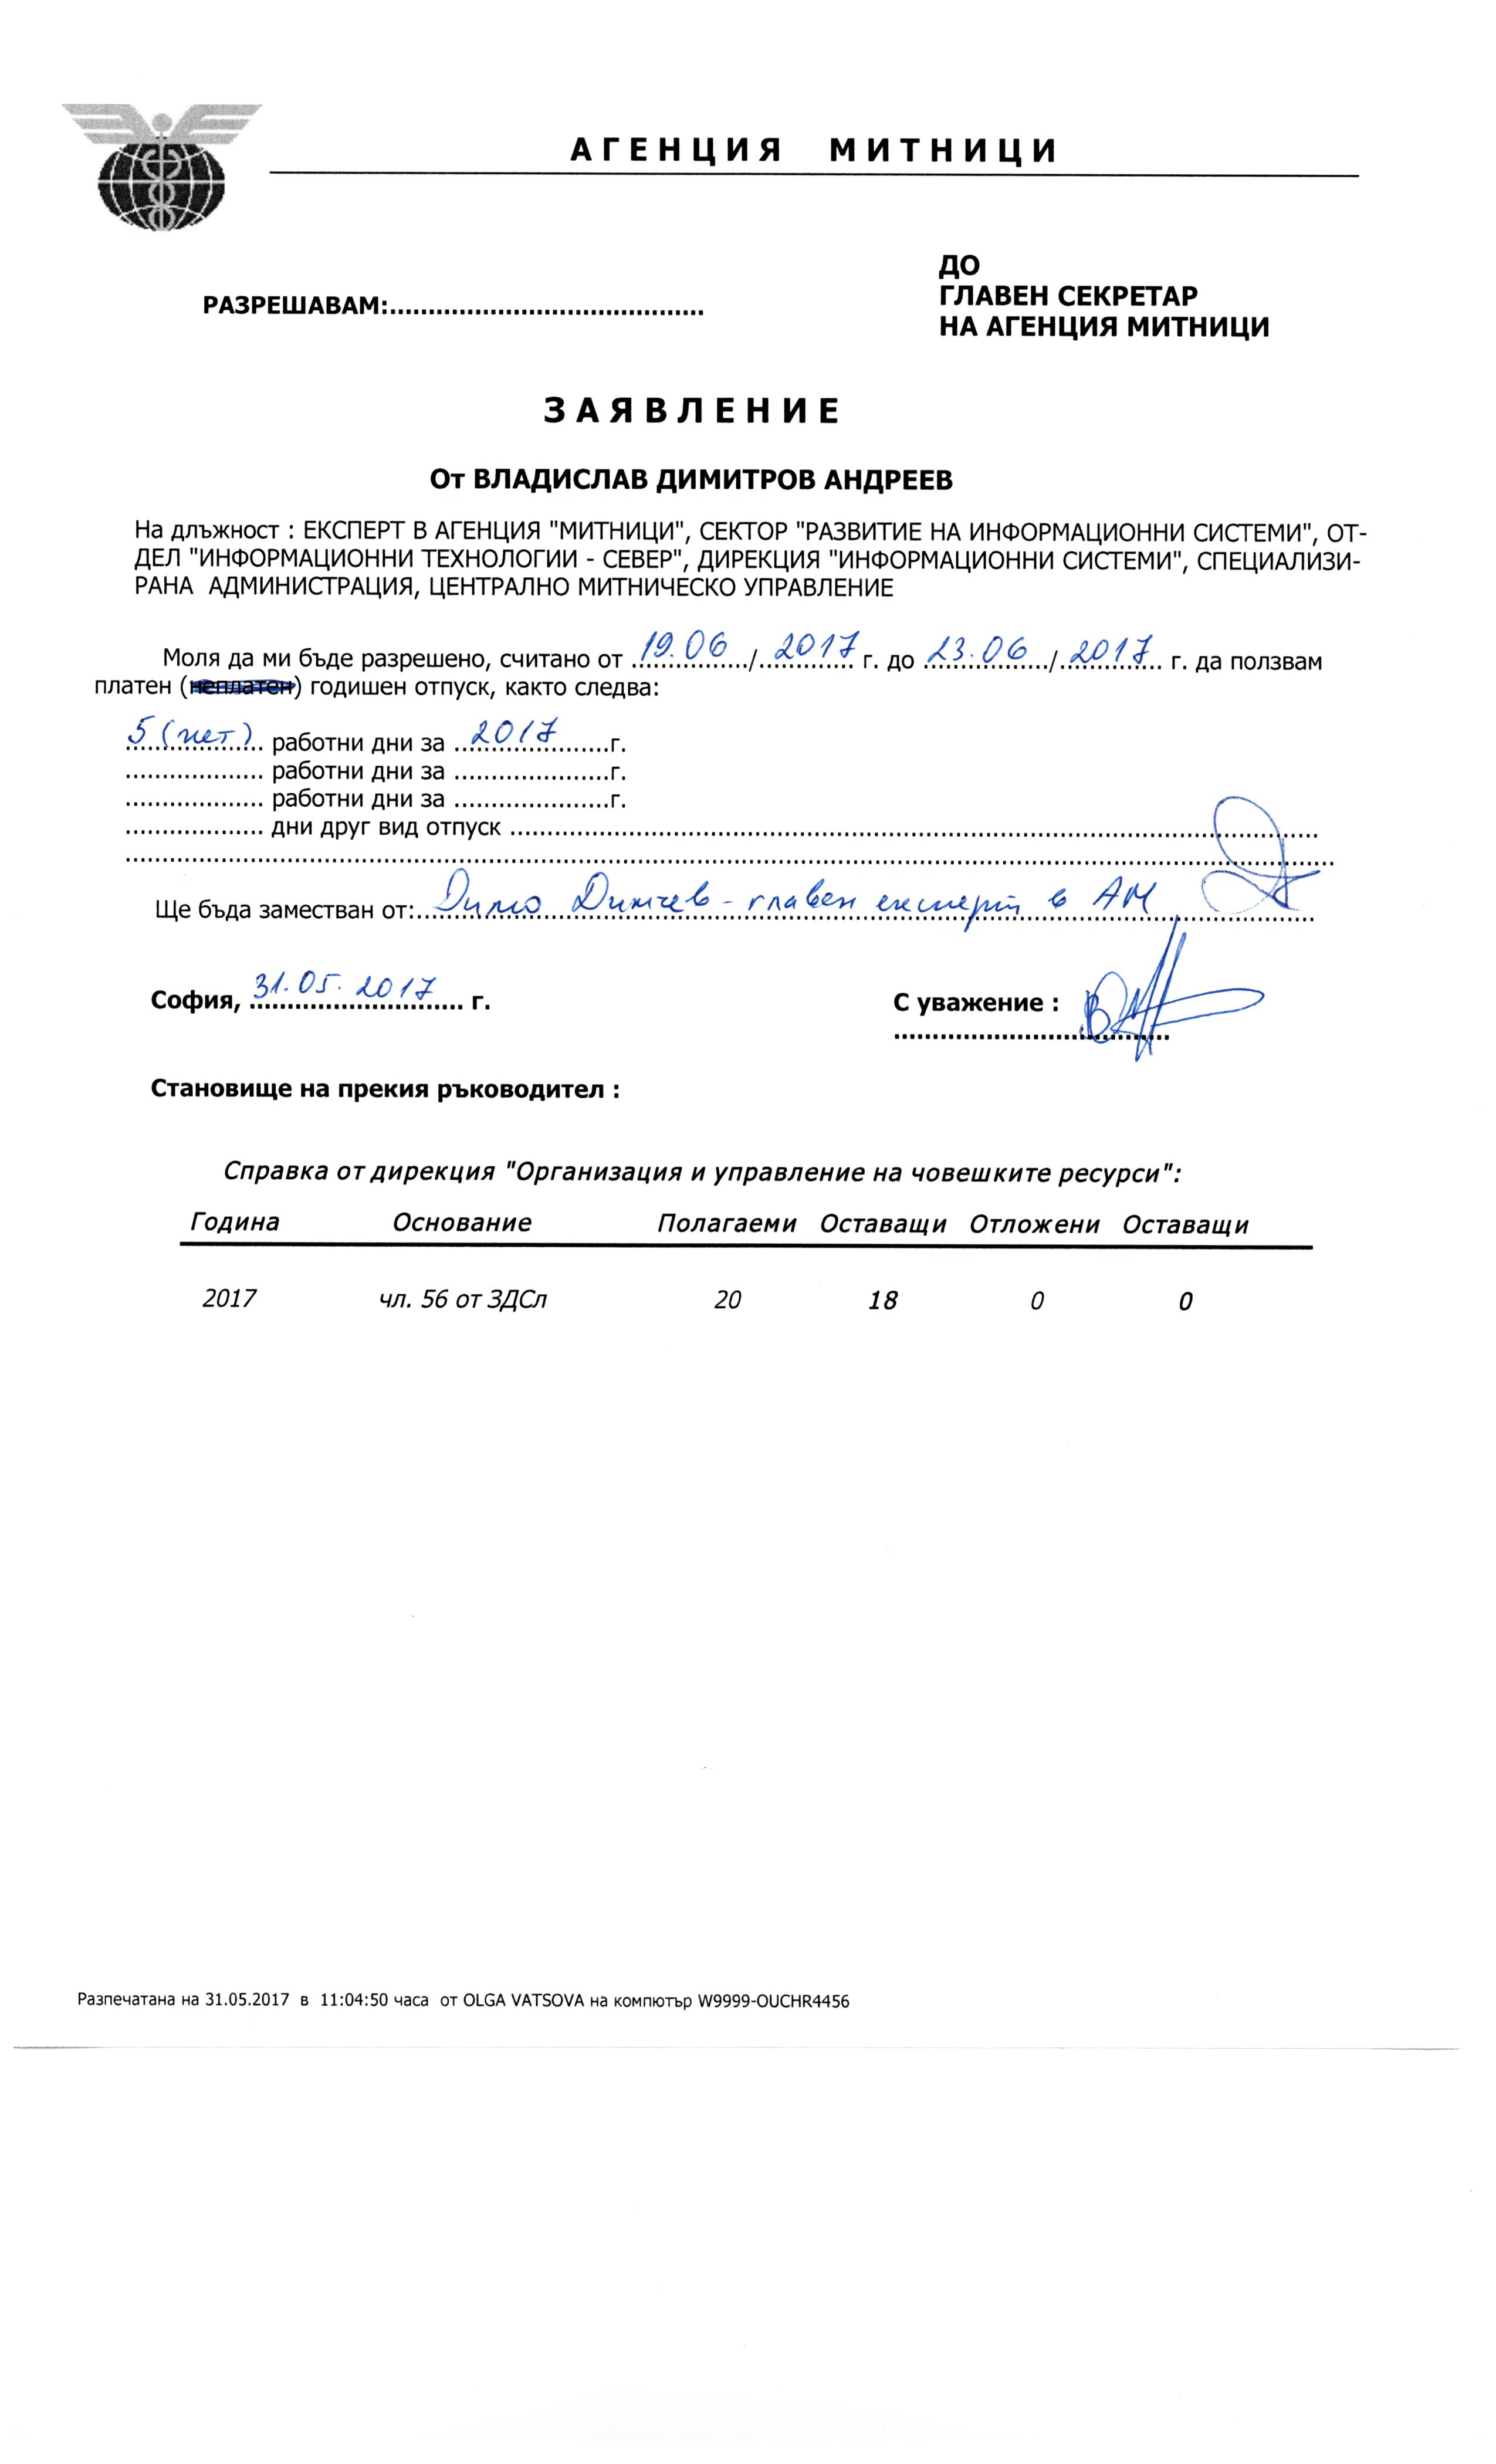 АГЕНЦИЯ МИТНИЦИ
ДО
ГЛАВЕН СЕКРЕТАР
НА АГЕНЦИЯ МИТНИЦИ
РАЗРЕШАВАМ:........................................
ЗАЯВЛЕНИЕ
От ВЛАДИСЛАВ ДИМИТРОВ АНДРЕЕВ
На длъжност : ЕКСПЕРТ В АГЕНЦИЯ "МИТНИЦИ", СЕКТОР "РАЗВИТИЕ НА ИНФОРМАЦИОННИ СИСТЕМИ", ОТ-
ДЕЛ "ИНФОРМАЦИОННИ ТЕХНОЛОГИИ - СЕВЕР", ДИРЕКЦИЯ "ИНФОРМАЦИОННИ СИСТЕМИ", СПЕЦИАЛИЗИ-
РАНА АДМИНИСТРАЦИЯ, ЦЕНТРАЛНО МИТНИЧЕСКО УПРАВЛЕНИЕ
Моля да ми бъде разрешено, считано от 19.06 / 2017 г. до 23.06 / 2017 г. да ползвам
платен (неплатен) годишен отпуск, както следва:
5 (пет) работни дни за 2017 г.
................... работни дни за .....................г.
................... работни дни за .....................г.
................... дни друг вид отпуск ...............................................................
Ще бъда заместван от: Димо Димчев - главен експерт в АМ
София, 31.05.2017 г.
С уважение :
Становище на прекия ръководител :
Справка от дирекция "Организация и управление на човешките ресурси":
Година Основание Полагаеми Оставащи Отложени Оставащи
2017 чл. 56 от ЗДСл 20 18 0 0
Разпечатана на 31.05.2017 в 11:04:50 часа от OLGA VATSOVA на компютър W9999-OUCHR4456